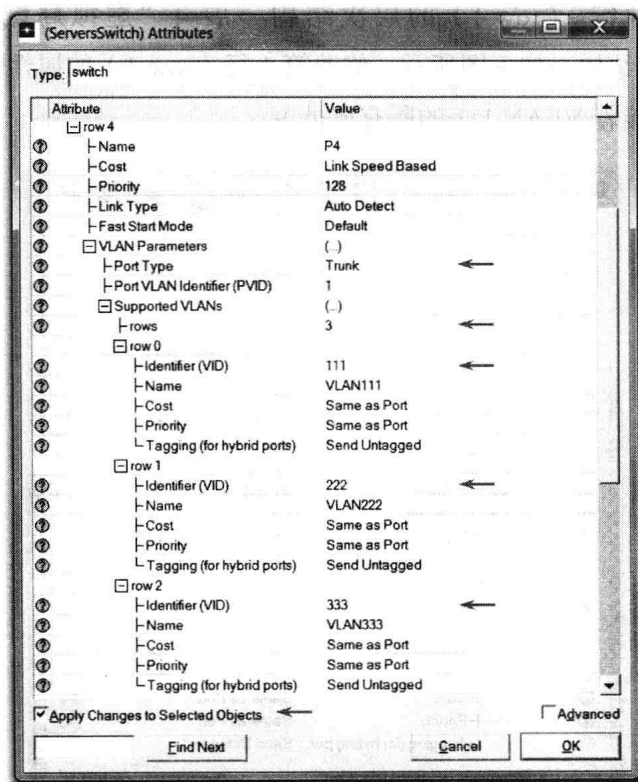 (ServersSwitch) Attributes
Type: switch
Attribute Value
row 4
Name P4
Cost Link Speed Based
Priority 128
Link Type Auto Detect
Fast Start Mode Default
VLAN Parameters (...)
Port Type Trunk
Port VLAN Identifier (PVID) 1
Supported VLANs (...)
rows 3
row 0
Identifier (VID) 111
Name VLAN111
Cost Same as Port
Priority Same as Port
Tagging (for hybrid ports) Send Untagged
row 1
Identifier (VID) 222
Name VLAN222
Cost Same as Port
Priority Same as Port
Tagging (for hybrid ports) Send Untagged
row 2
Identifier (VID) 333
Name VLAN333
Cost Same as Port
Priority Same as Port
Tagging (for hybrid ports) Send Untagged
Apply Changes to Selected Objects Advanced
Find Next Cancel OK